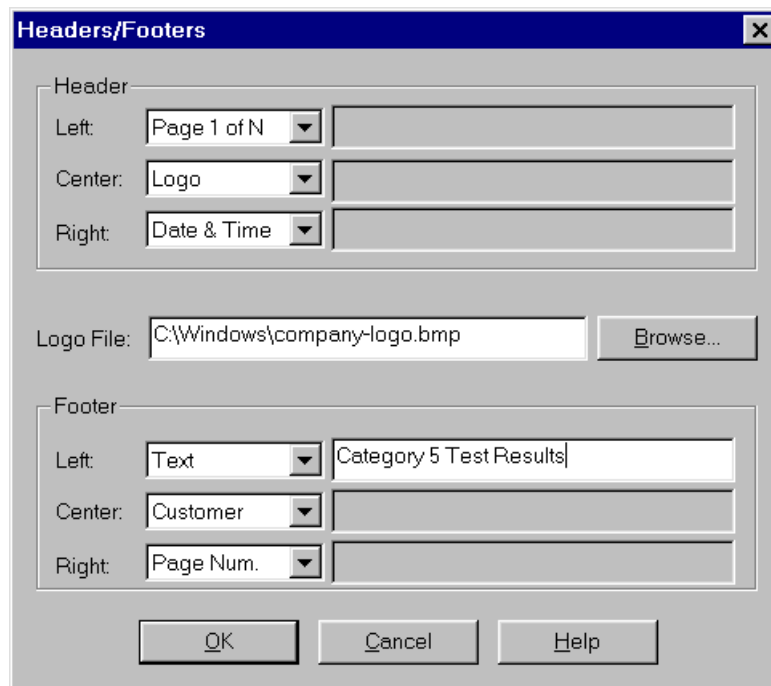 Headers/Footers
Header
Left: Page 1 of N
Center: Logo
Right: Date & Time
Logo File: C:\Windows\company-logo.bmp Browse...
Footer
Left: Text Category 5 Test Results
Center: Customer
Right: Page Num.
OK Cancel Help